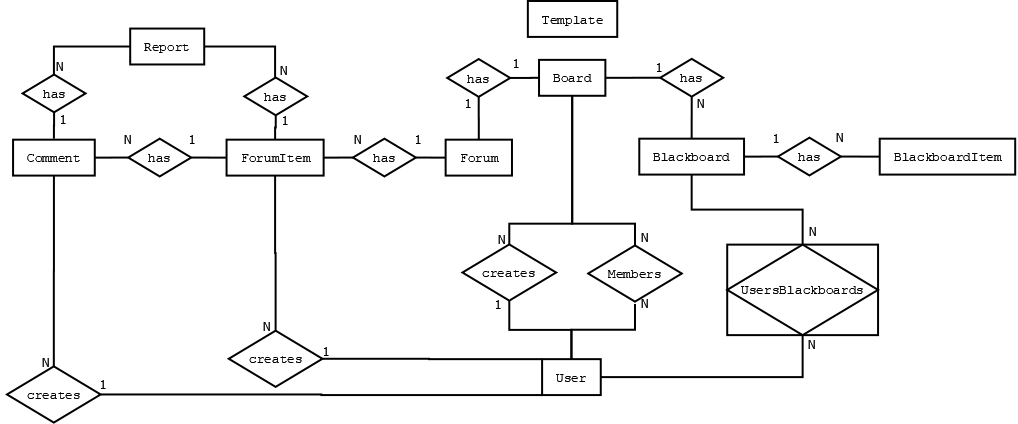 Template
Report
N
N
has
has
1
1
1
has
1
Board
1
has
N
Comment
N
has
1
ForumItem
N
has
1
Forum
Blackboard
1
has
N
BlackboardItem
N
creates
1
N
Members
N
N
UsersBlackboards
N
N
creates
1
N
creates
1
User